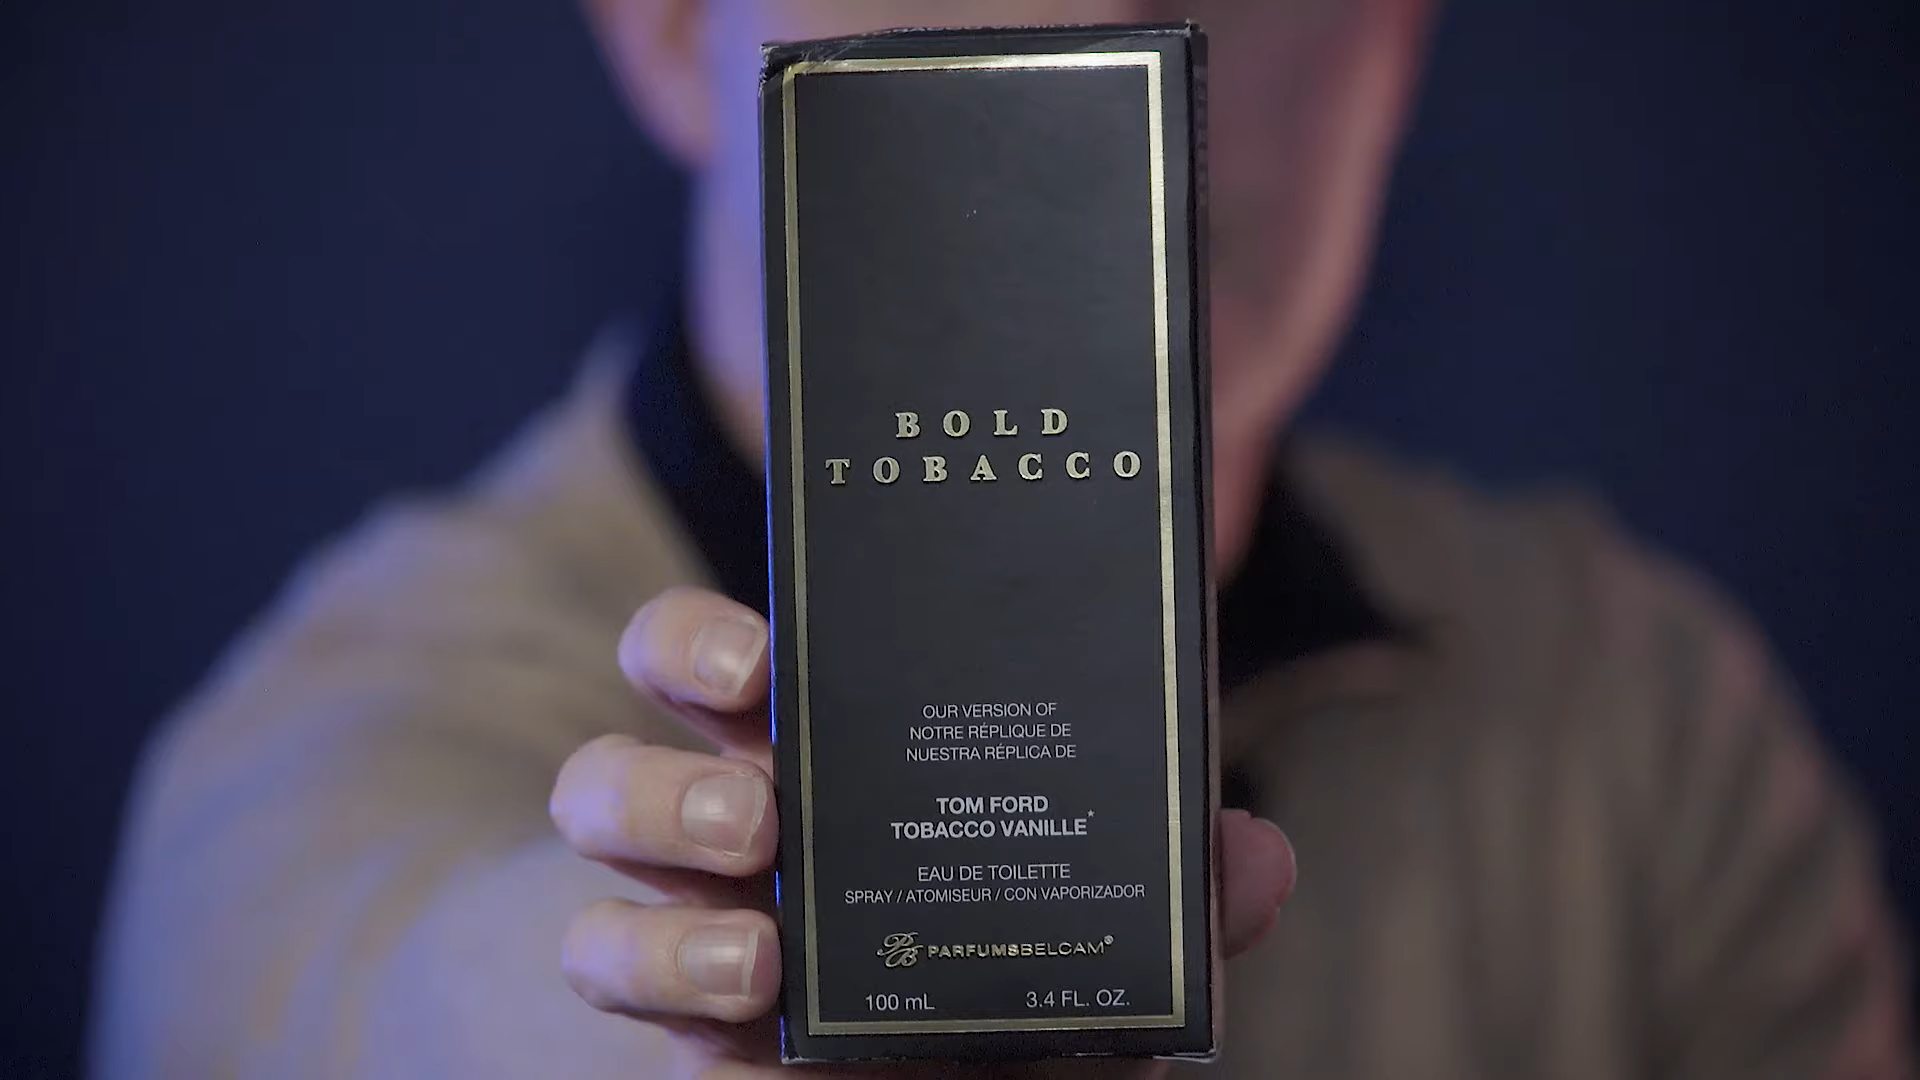 BOLD
TOBACCO
OUR VERSION OF
NOTRE RÉPLIQUE DE
NUESTRA RÉPLICA DE
TOM FORD
TOBACCO VANILLE*
EAU DE TOILETTE
SPRAY / ATOMISEUR / CON VAPORIZADOR
PB PARFUMSBELCAM®
100 mL 3.4 FL. OZ.